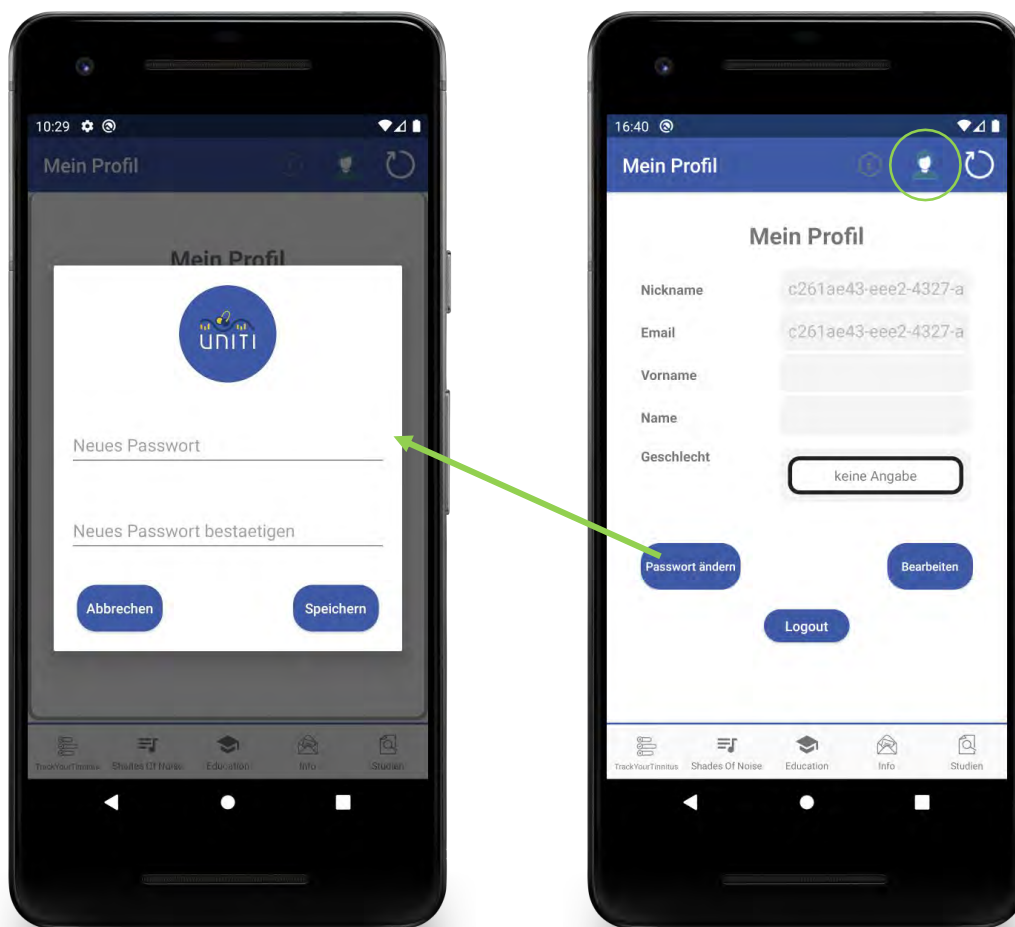 10:29
Mein Profil
Mein Profil
UNITI
Neues Passwort
Neues Passwort bestaetigen
Abbrechen
Speichern
TrackYourTinnitus
Shades Of Noise
Education
Info
Studien
16:40
Mein Profil
Mein Profil
Nickname
c261ae43-eee2-4327-a
Email
c261ae43-eee2-4327-a
Vorname
Name
Geschlecht
keine Angabe
Passwort ändern
Bearbeiten
Logout
TrackYourTinnitus
Shades Of Noise
Education
Info
Studien